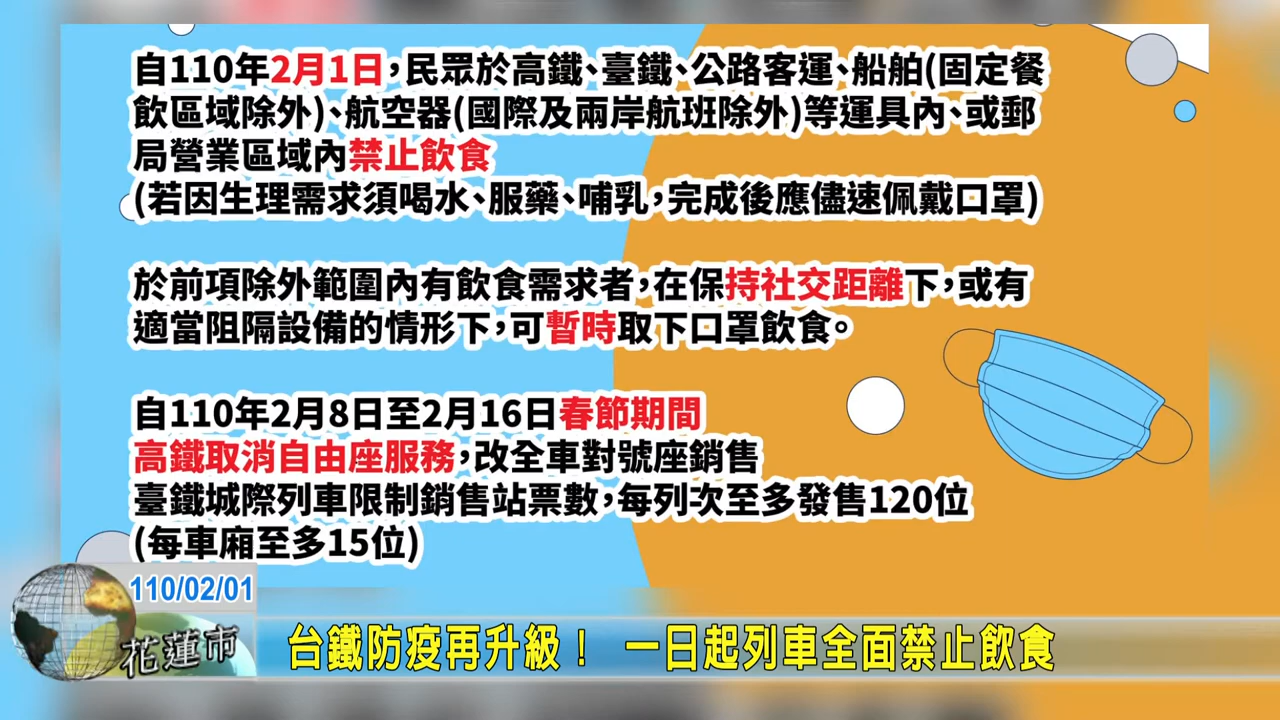 自110年2月1日，民眾於高鐵、臺鐵、公路客運、船舶(固定餐
飲區域除外)、航空器(國際及兩岸航班除外)等運具內、或郵
局營業區域內禁止飲食
(若因生理需求須喝水、服藥、哺乳，完成後應儘速佩戴口罩)
於前項除外範圍內有飲食需求者，在保持社交距離下，或有
適當阻隔設備的情形下，可暫時取下口罩飲食。
自110年2月8日至2月16日春節期間
高鐵取消自由座服務，改全車對號座銷售
臺鐵城際列車限制銷售站票數，每列次至多發售120位
(每車廂至多15位)
110/02/01
花蓮市
台鐵防疫再升級！ 一日起列車全面禁止飲食